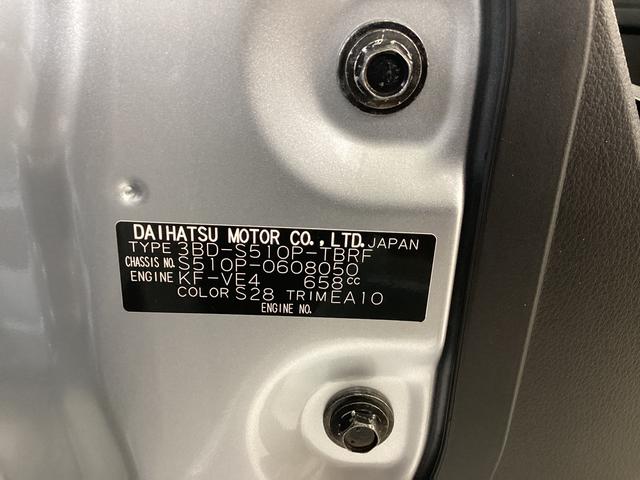 DAIHATSU MOTOR CO.,LTD. JAPAN
TYPE 3BD-S510P-TBRF
CHASSIS NO. S510P-0608050
ENGINE KF-VE4 658cc
COLOR S28 TRIM EA10
ENGINE NO.